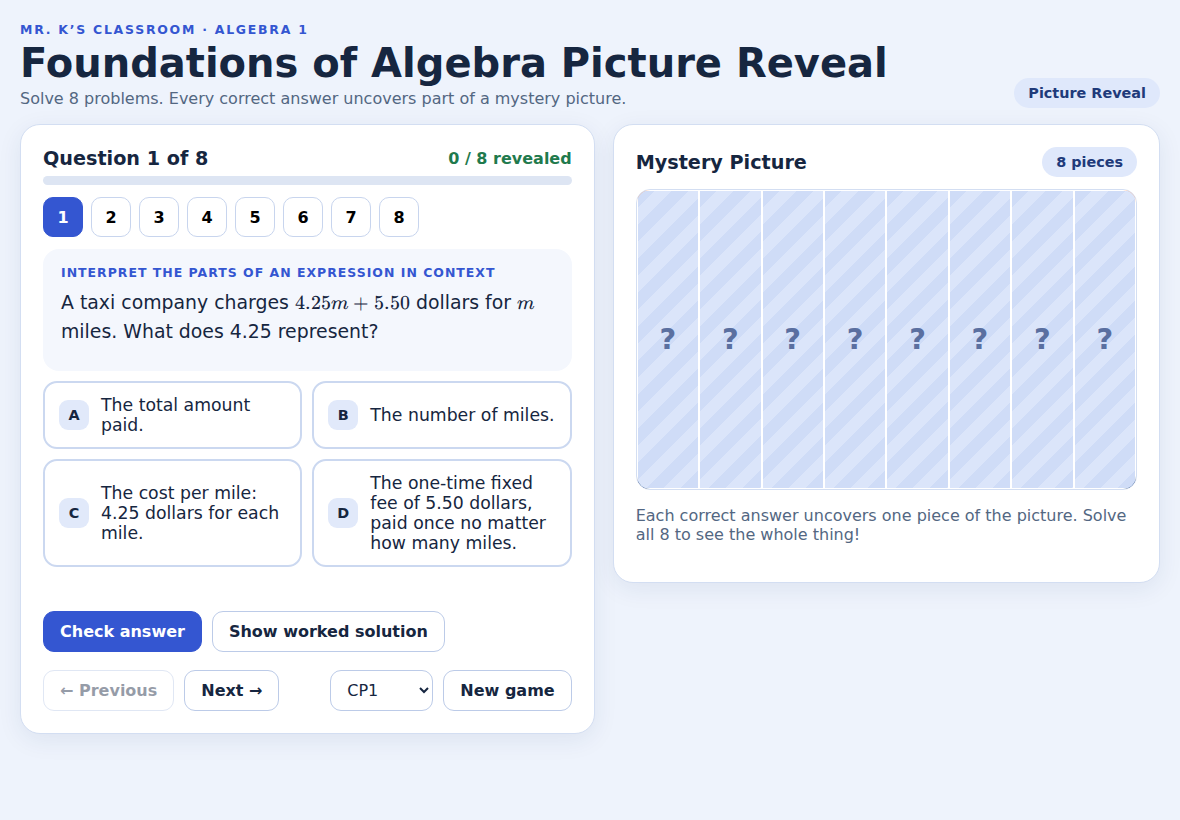 MR. K'S CLASSROOM · ALGEBRA 1
Foundations of Algebra Picture Reveal
Solve 8 problems. Every correct answer uncovers part of a mystery picture.
Picture Reveal
Question 1 of 8
0 / 8 revealed
1 2 3 4 5 6 7 8
INTERPRET THE PARTS OF AN EXPRESSION IN CONTEXT
A taxi company charges 4.25m + 5.50 dollars for m
miles. What does 4.25 represent?
A The total amount
paid.
B The number of miles.
C The cost per mile:
4.25 dollars for each
mile.
D The one-time fixed
fee of 5.50 dollars,
paid once no matter
how many miles.
Check answer
Show worked solution
← Previous
Next →
CP1
New game
Mystery Picture
8 pieces
? ? ? ? ? ? ? ?
Each correct answer uncovers one piece of the picture. Solve
all 8 to see the whole thing!